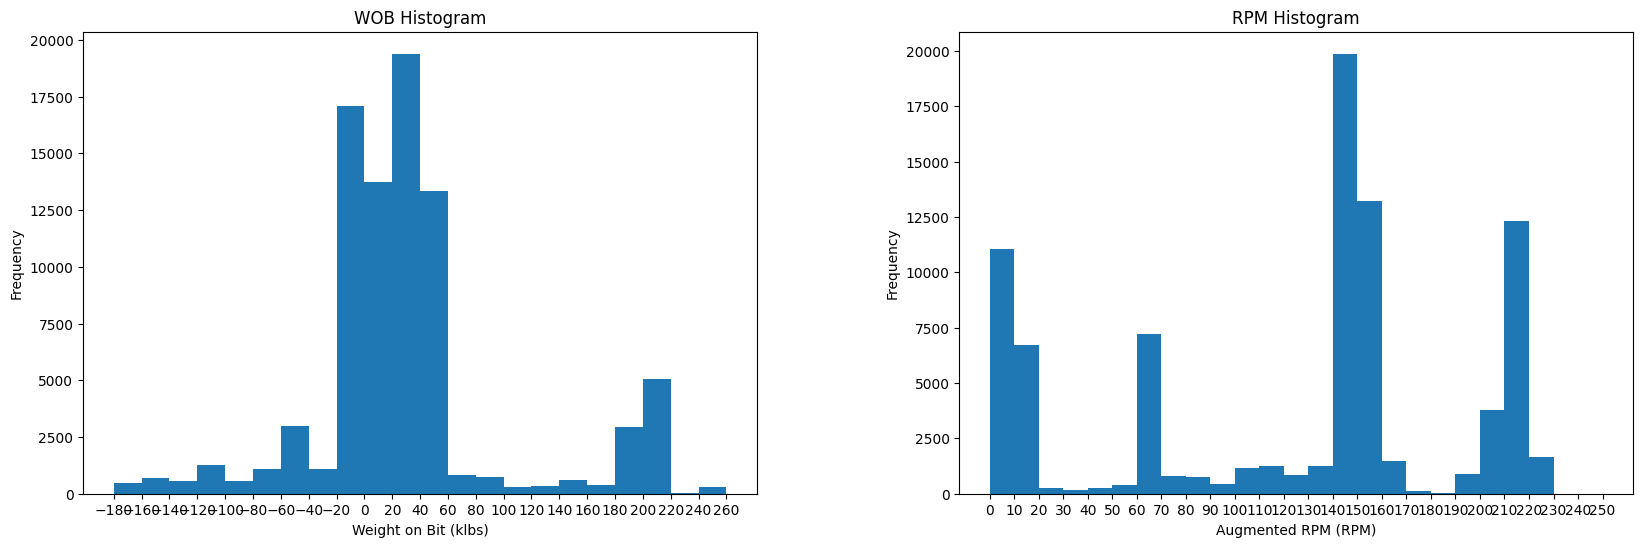 WOB Histogram
20000
17500
15000
12500
10000
7500
5000
2500
0
Frequency
−180 −160 −140 −120 −100 −80 −60 −40 −20 0 20 40 60 80 100 120 140 160 180 200 220 240 260
Weight on Bit (klbs)
RPM Histogram
20000
17500
15000
12500
10000
7500
5000
2500
0
Frequency
0 10 20 30 40 50 60 70 80 90 100 110 120 130 140 150 160 170 180 190 200 210 220 230 240 250
Augmented RPM (RPM)